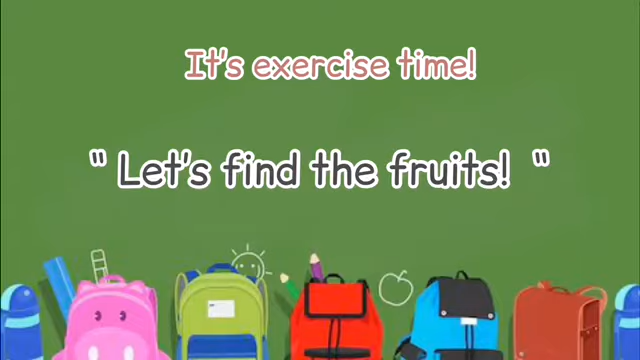 It's exercise time!
" Let's find the fruits! "